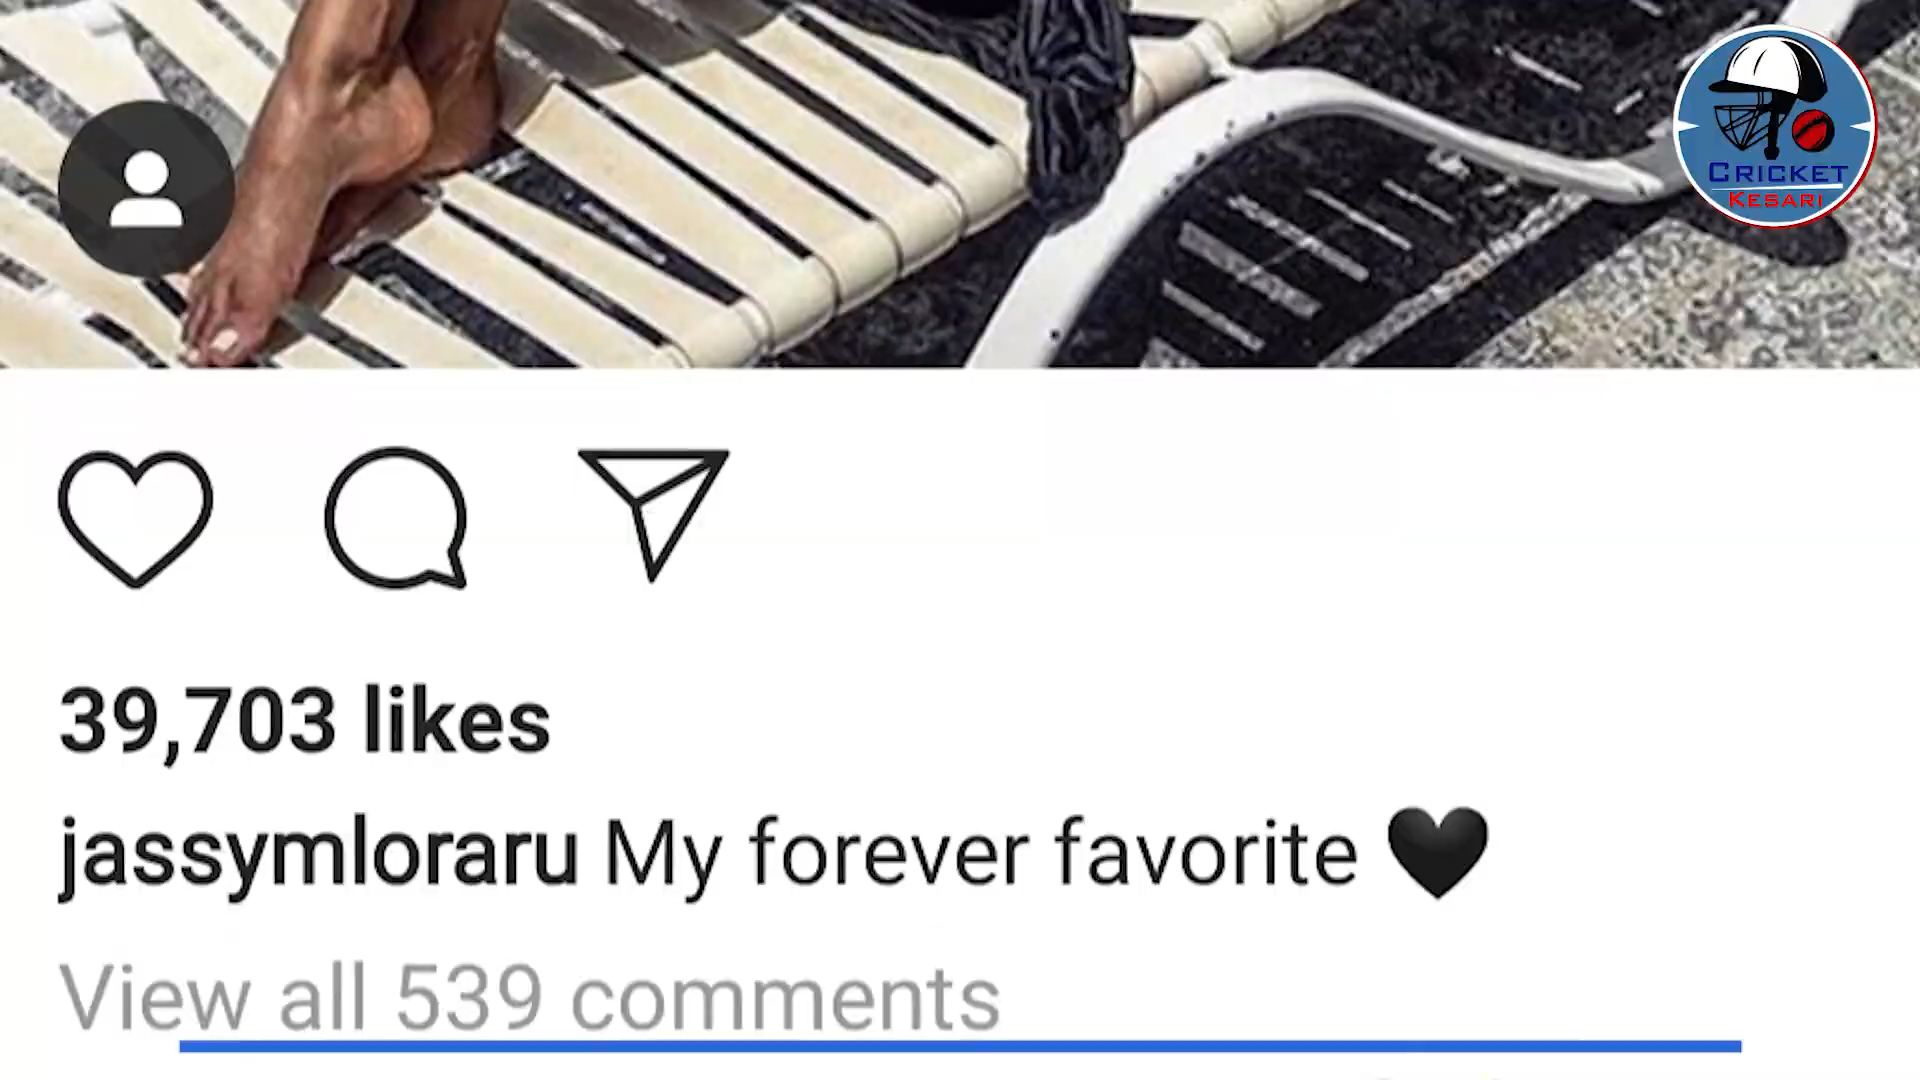 CRICKET
KESARI
39,703 likes
jassymloraru My forever favorite 🖤
View all 539 comments